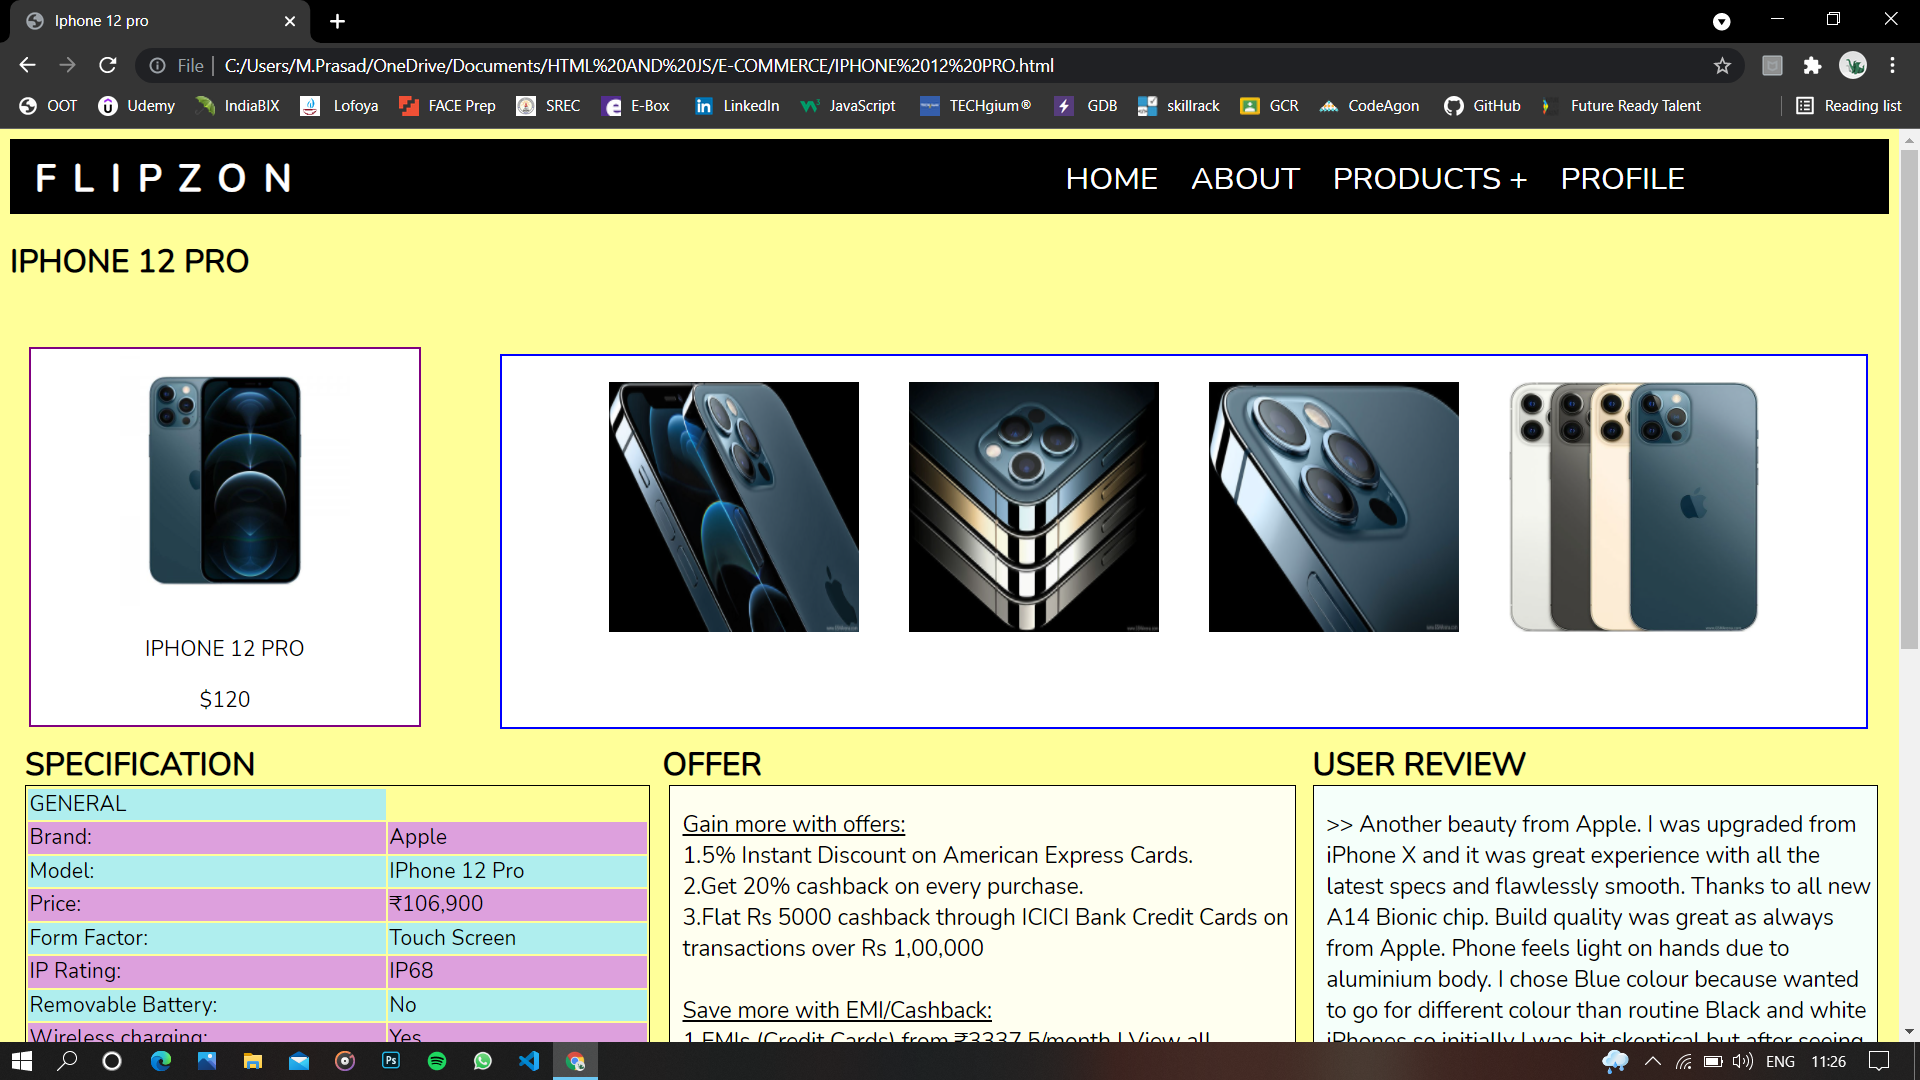 Iphone 12 pro
File
C:/Users/M.Prasad/OneDrive/Documents/HTML%20AND%20JS/E-COMMERCE/IPHONE%2012%20PRO.html
OOT Udemy IndiaBIX Lofoya FACE Prep SREC E-Box LinkedIn JavaScript TECHgium® GDB skillrack GCR CodeAgon GitHub Future Ready Talent Reading list
FLIPZON
HOME ABOUT PRODUCTS + PROFILE
IPHONE 12 PRO
IPHONE 12 PRO
$120
SPECIFICATION
GENERAL
Brand: Apple
Model: IPhone 12 Pro
Price: ₹106,900
Form Factor: Touch Screen
IP Rating: IP68
Removable Battery: No
Wireless charging: Yes
OFFER
Gain more with offers:
1.5% Instant Discount on American Express Cards.
2.Get 20% cashback on every purchase.
3.Flat Rs 5000 cashback through ICICI Bank Credit Cards on
transactions over Rs 1,00,000
Save more with EMI/Cashback:
1.EMIs (Credit Cards) from ₹3337.5/month | View all
USER REVIEW
>> Another beauty from Apple. I was upgraded from
iPhone X and it was great experience with all the
latest specs and flawlessly smooth. Thanks to all new
A14 Bionic chip. Build quality was great as always
from Apple. Phone feels light on hands due to
aluminium body. I chose Blue colour because wanted
to go for different colour than routine Black and white
iPhones so initially I was bit skeptical but after seeing
Ps
ENG 11:26